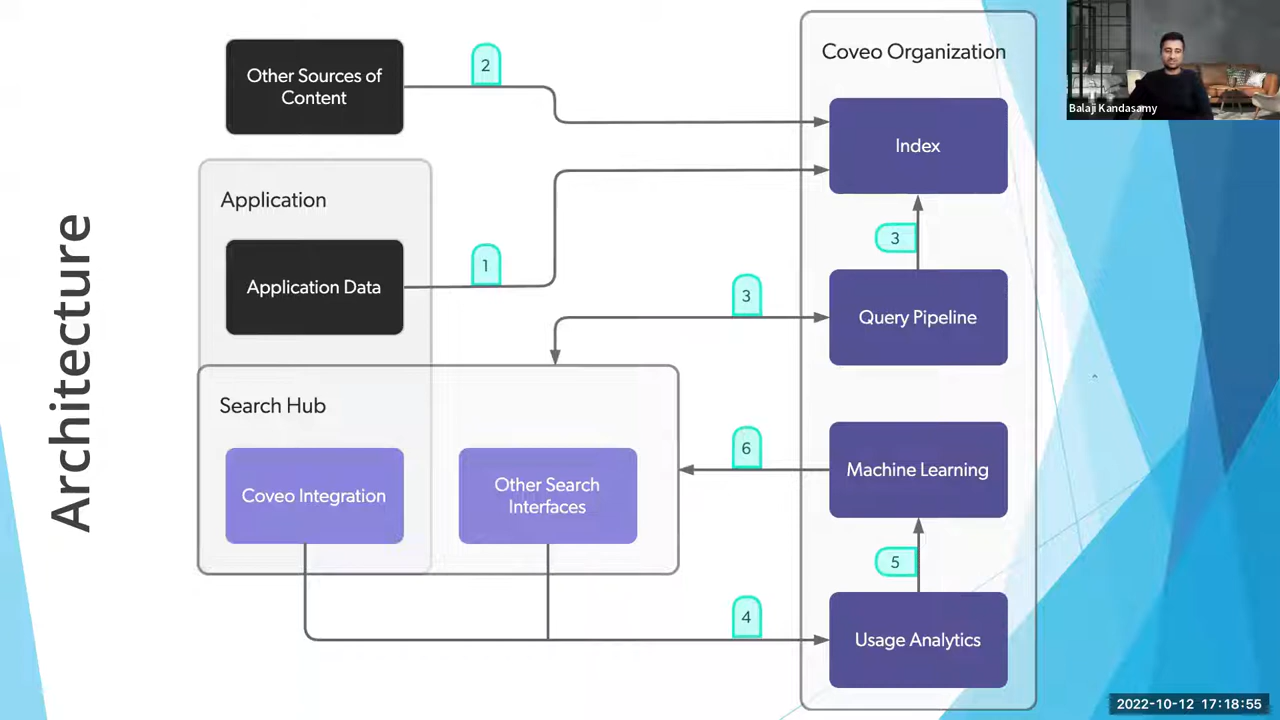 Architecture
Other Sources of
Content
2
Coveo Organization
Balaji Kandasamy
Index
Application
Application Data
1
3
3
Query Pipeline
Search Hub
Coveo Integration
Other Search
Interfaces
6
Machine Learning
5
4
Usage Analytics
2022-10-12 17:18:55